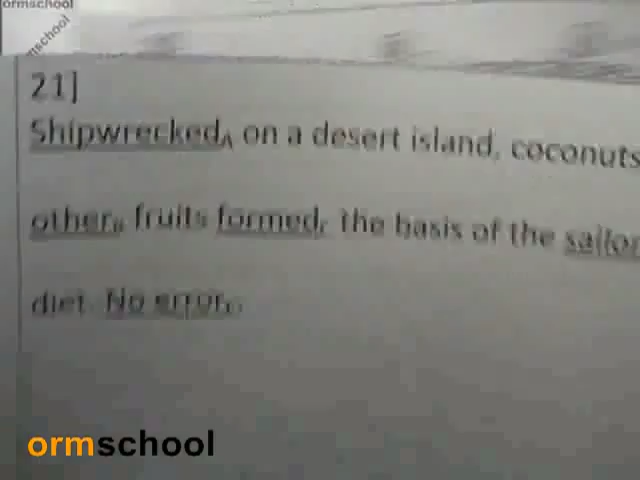 ormschool
ormschool
21]
Shipwrecked A on a desert island, coconuts
other B fruits formed C the basis of the sailor
diet. No error E
ormschool